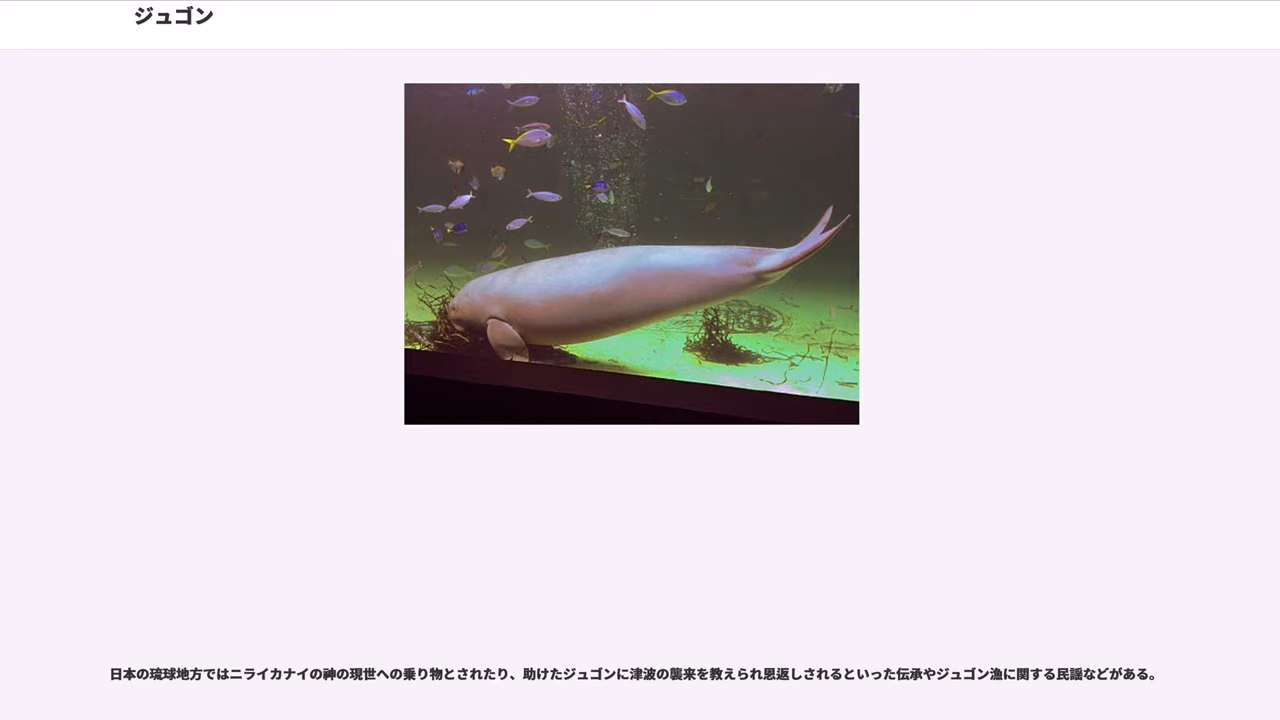 ジュゴン
日本の琉球地方ではニライカナイの神の現世への乗り物とされたり、助けたジュゴンに津波の襲来を教えられ恩返しされるといった伝承やジュゴン漁に関する民謡などがある。